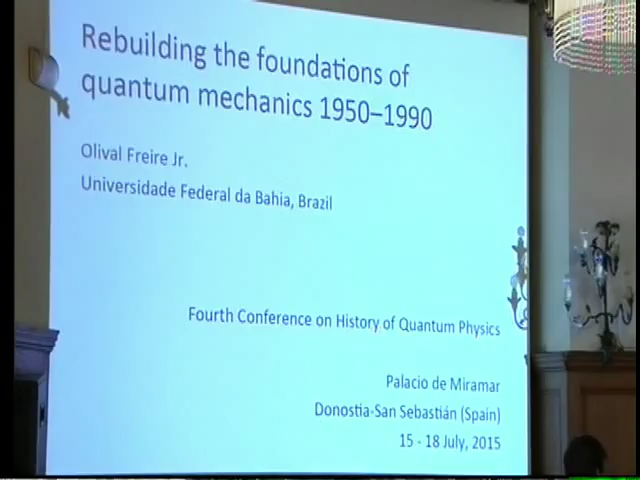 Rebuilding the foundations of
quantum mechanics 1950–1990
Olival Freire Jr.
Universidade Federal da Bahia, Brazil
Fourth Conference on History of Quantum Physics
Palacio de Miramar
Donostia-San Sebastián (Spain)
15 - 18 July, 2015